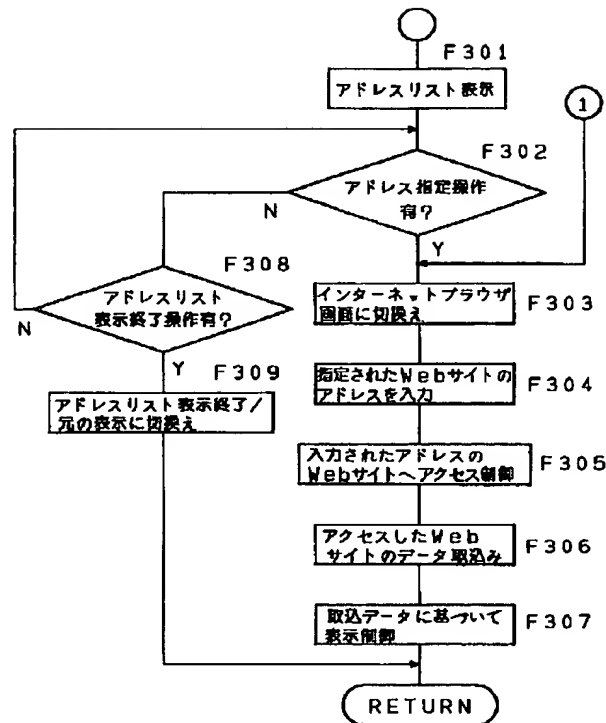 F301
アドレスリスト表示
1
F302
アドレス指定操作
有?
N
Y
F308
アドレスリスト
表示終了操作有?
N
Y
インターネットブラウザ
画面に切換え
F303
指定されたWebサイトの
アドレスを入力
F304
F309
アドレスリスト表示終了/
元の表示に切換え
入力されたアドレスの
Webサイトへアクセス制御
F305
アクセスしたWeb
サイトのデータ取込み
F306
取込データに基づいて
表示制御
F307
RETURN